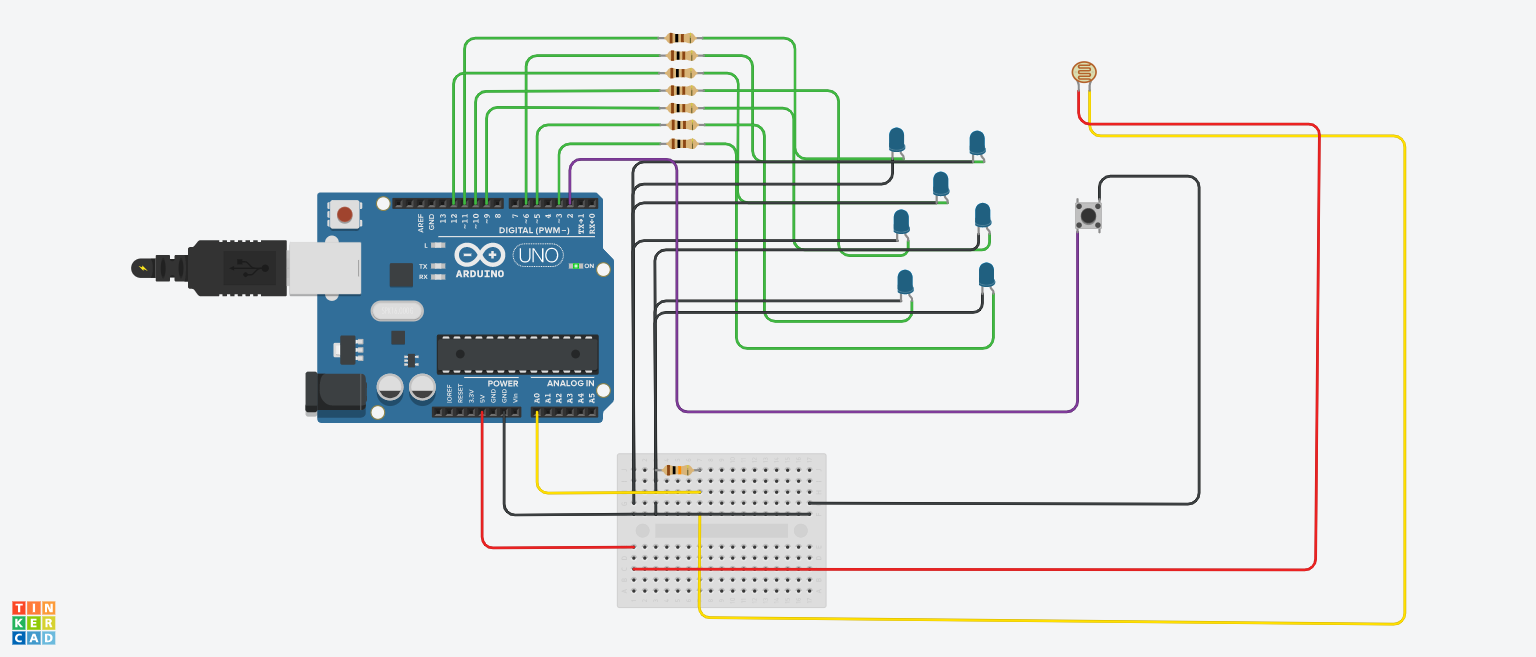 AREF
GND
13
12
~11
~10
~9
8
7
~6
~5
4
~3
2
TX→1
RX←0
DIGITAL (PWM~)
L
TX
RX
ARDUINO
UNO
ON
POWER
ANALOG IN
IOREF
RESET
3.3V
5V
GND
GND
Vin
A0
A1
A2
A3
A4
A5
TIN
KER
CAD